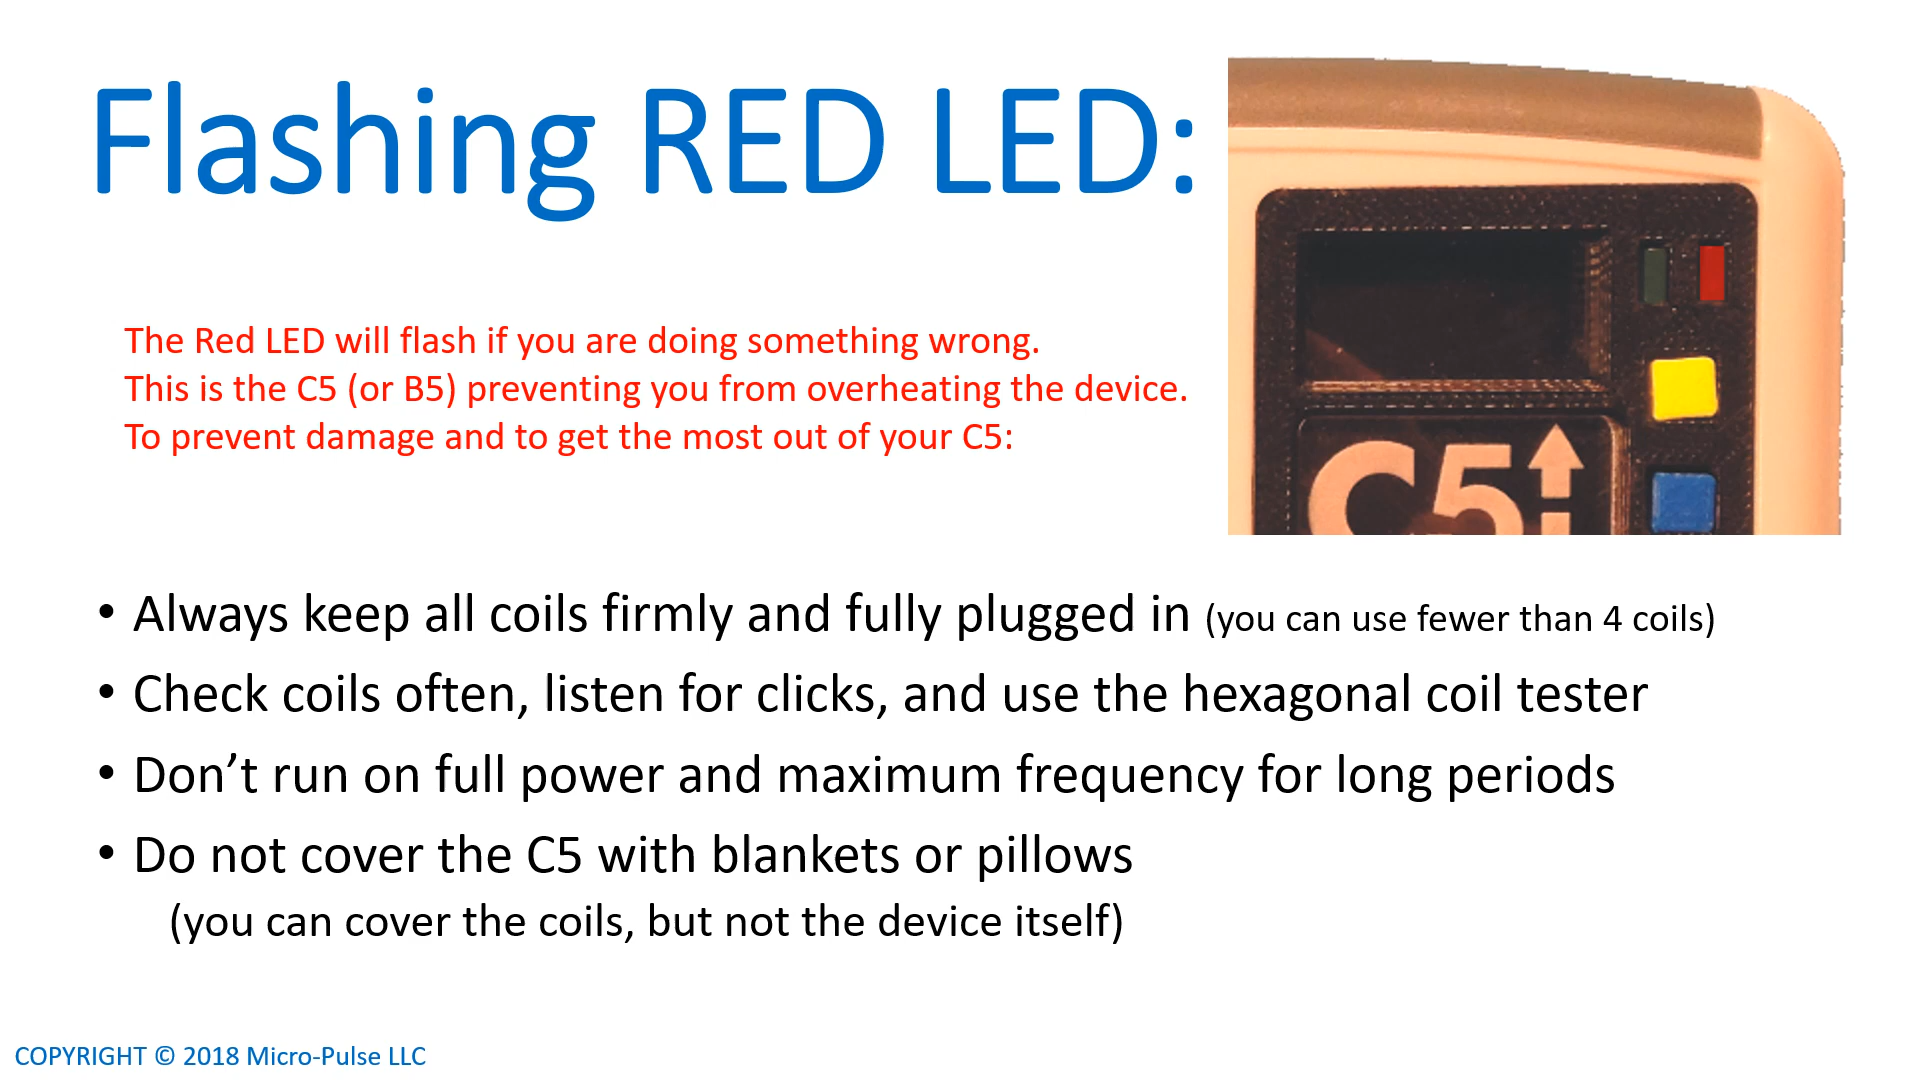 Flashing RED LED:
The Red LED will flash if you are doing something wrong.
This is the C5 (or B5) preventing you from overheating the device.
To prevent damage and to get the most out of your C5:
C5
• Always keep all coils firmly and fully plugged in (you can use fewer than 4 coils)
• Check coils often, listen for clicks, and use the hexagonal coil tester
• Don’t run on full power and maximum frequency for long periods
• Do not cover the C5 with blankets or pillows
(you can cover the coils, but not the device itself)
COPYRIGHT © 2018 Micro-Pulse LLC